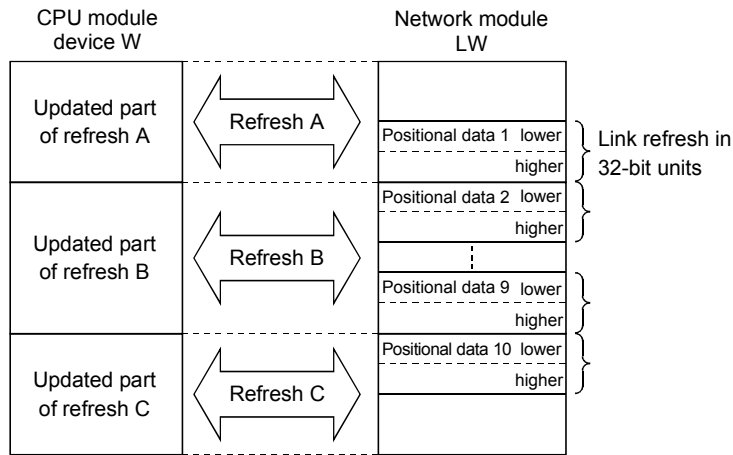 CPU module
device W
Network module
LW
Updated part
of refresh A
Refresh A
Positional data 1 lower
higher
Link refresh in
32-bit units
Positional data 2 lower
higher
Updated part
of refresh B
Refresh B
Positional data 9 lower
higher
Positional data 10 lower
higher
Updated part
of refresh C
Refresh C